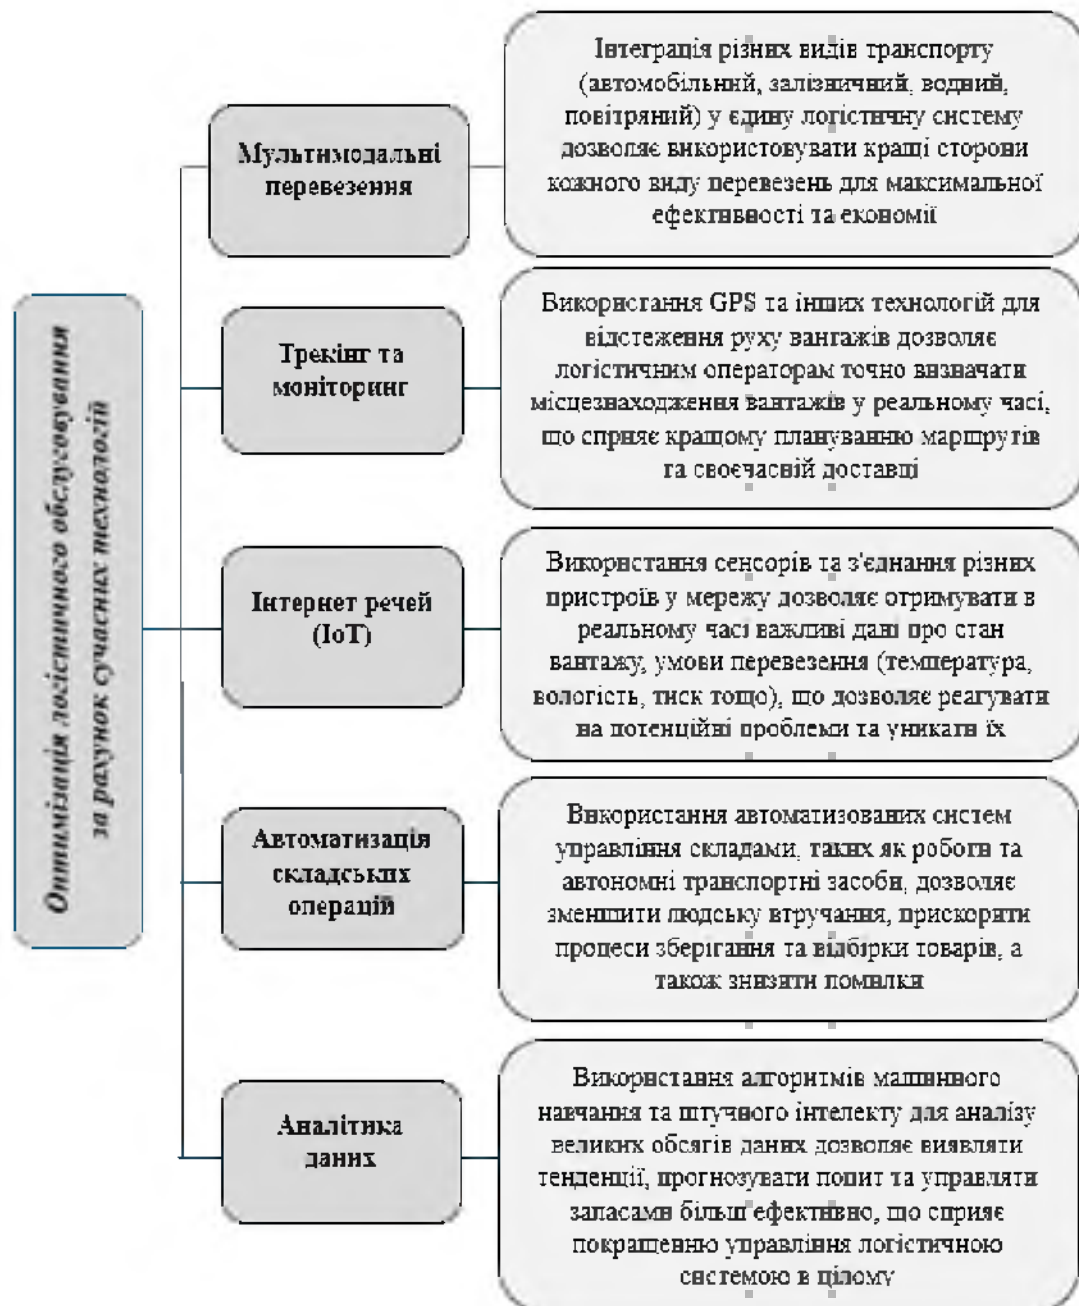 Оптимізація логістичного обслуговування
за рахунок сучасних технологій
Мультимодальні
перевезення
Інтеграція різних видів транспорту
(автомобільний, залізничний, водний,
повітряний) у єдину логістичну систему
дозволяє використовувати кращі сторони
кожного виду перевезень для максимальної
ефективності та економії
Трекінг та
моніторинг
Використання GPS та інших технологій для
відстеження руху вантажів дозволяє
логістичним операторам точно визначати
місцезнаходження вантажів у реальному часі,
що сприяє кращому плануванню маршрутів
та своєчасній доставці
Інтернет речей
(IoT)
Використання сенсорів та з'єднання різних
пристроїв у мережу дозволяє отримувати в
реальному часі важливі дані про стан
вантажу, умови перевезення (температура,
вологість, тиск тощо), що дозволяє реагувати
на потенційні проблеми та уникати їх
Автоматизація
складських
операцій
Використання автоматизованих систем
управління складами, таких як роботи та
автономні транспортні засоби, дозволяє
зменшити людську втручання, прискорити
процеси зберігання та відбірки товарів, а
також знизити помилки
Аналітика
даних
Використання алгоритмів машинного
навчання та штучного інтелекту для аналізу
великих обсягів даних дозволяє виявляти
тенденції, прогнозувати попит та управляти
запасами більш ефективно, що сприяє
покращенню управління логістичною
системою в цілому